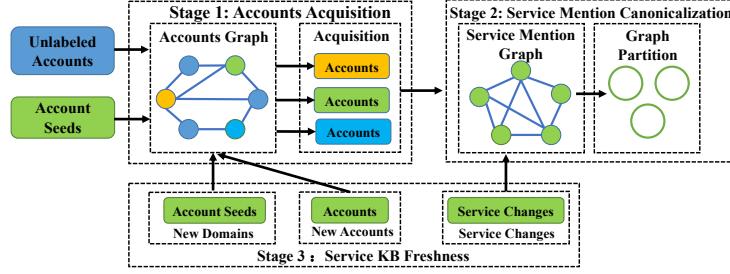 Stage 1: Accounts Acquisition
Unlabeled
Accounts
Account
Seeds
Accounts Graph
Acquisition
Accounts
Accounts
Accounts
Stage 2: Service Mention Canonicalization
Service Mention
Graph
Graph
Partition
Account Seeds
New Domains
Accounts
New Accounts
Service Changes
Service Changes
Stage 3：Service KB Freshness